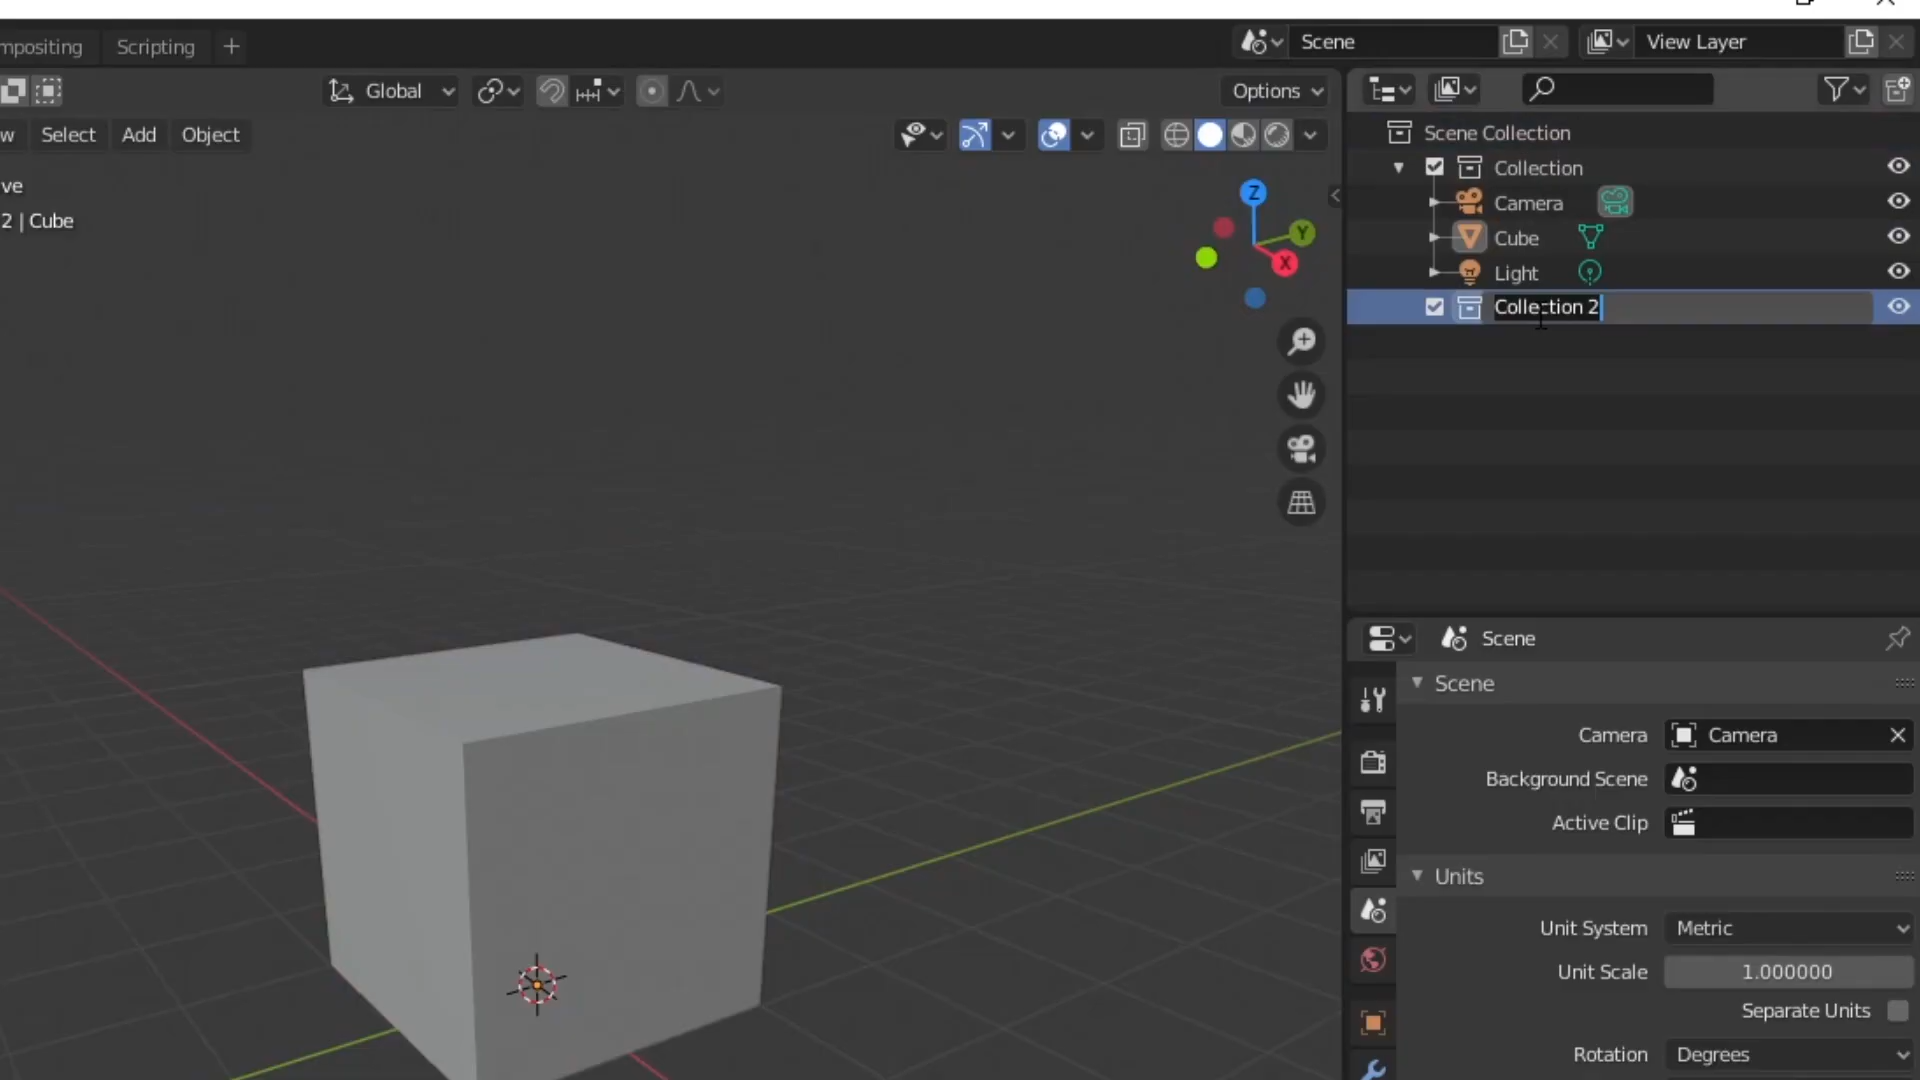 mpositing Scripting + Scene View Layer
Global Options
w Select Add Object
ve
2 | Cube
Z
Y
X
Scene Collection
Collection
Camera
Cube
Light
Collection 2
Scene
Scene
Camera Camera
Background Scene
Active Clip
Units
Unit System Metric
Unit Scale 1.000000
Separate Units
Rotation Degrees